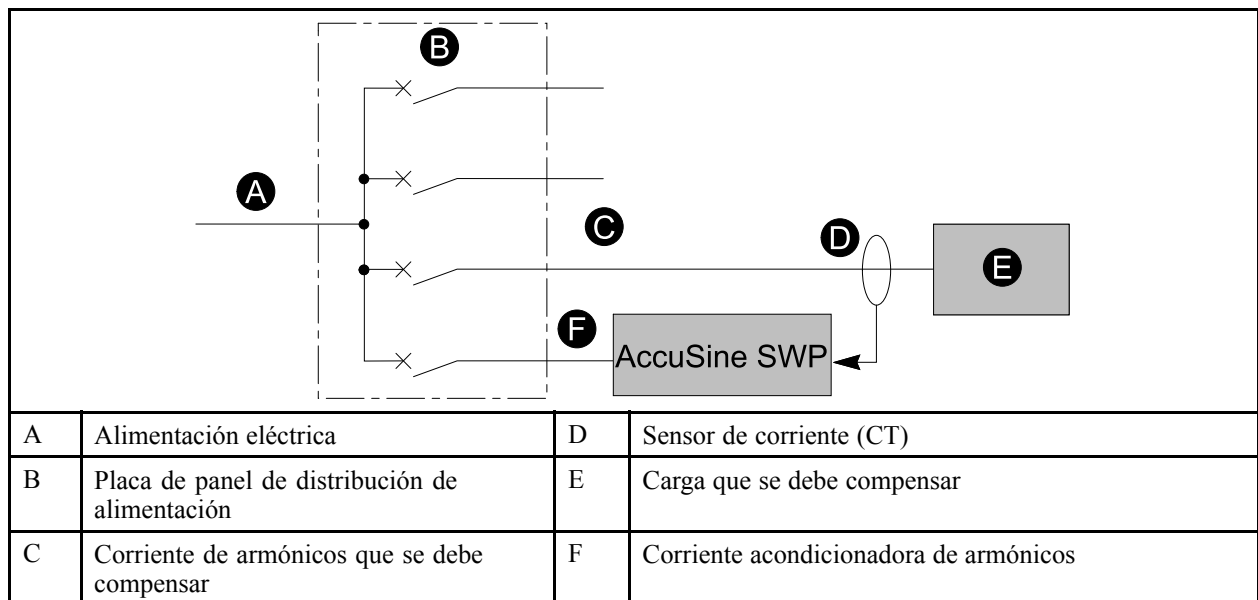 B
A
C
D
E
F
AccuSine SWP
A Alimentación eléctrica D Sensor de corriente (CT)
B Placa de panel de distribución de
alimentación
E Carga que se debe compensar
C Corriente de armónicos que se debe
compensar
F Corriente acondicionadora de armónicos